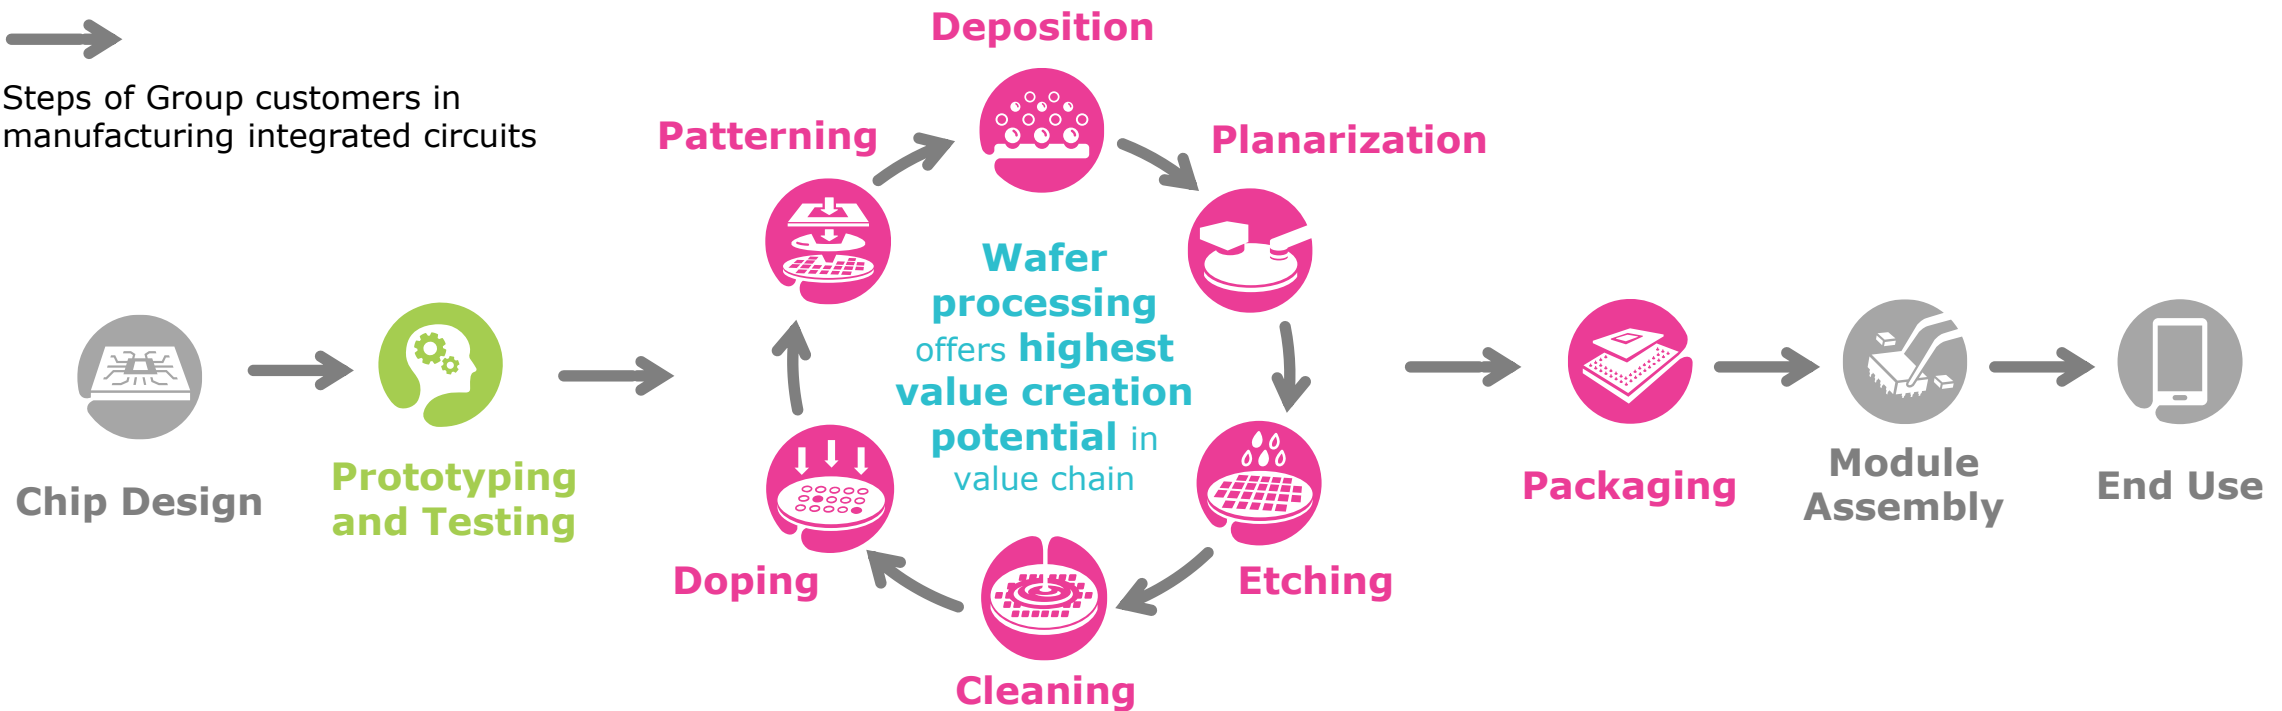 Steps of Group customers in
manufacturing integrated circuits
Chip Design
Prototyping
and Testing
Deposition
Patterning
Planarization
Wafer
processing
offers highest
value creation
potential in
value chain
Doping
Etching
Cleaning
Packaging
Module
Assembly
End Use